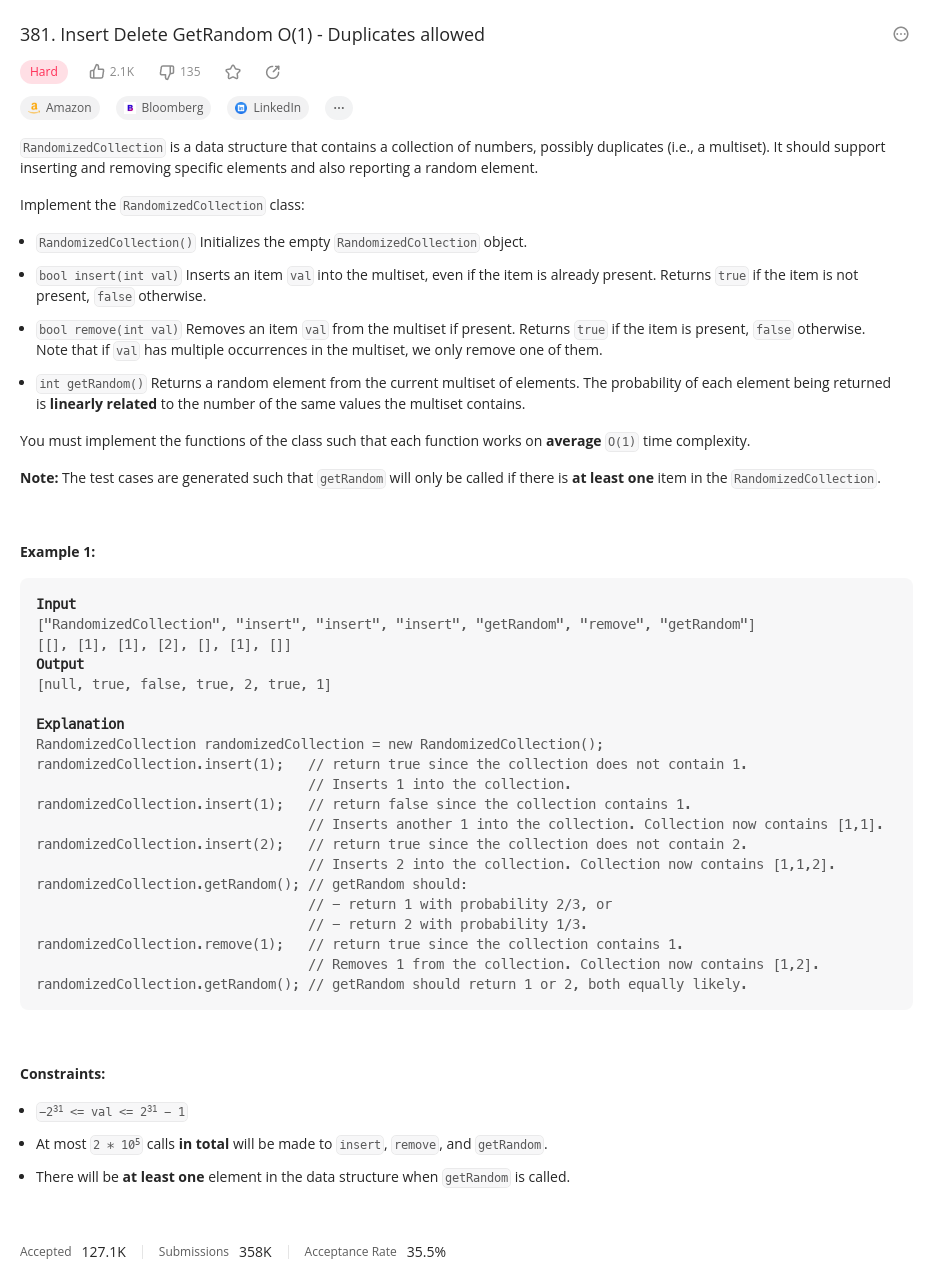 381. Insert Delete GetRandom O(1) - Duplicates allowed
Hard 2.1K 135
Amazon Bloomberg LinkedIn ...
RandomizedCollection is a data structure that contains a collection of numbers, possibly duplicates (i.e., a multiset). It should support
inserting and removing specific elements and also reporting a random element.
Implement the RandomizedCollection class:
• RandomizedCollection() Initializes the empty RandomizedCollection object.
• bool insert(int val) Inserts an item val into the multiset, even if the item is already present. Returns true if the item is not
present, false otherwise.
• bool remove(int val) Removes an item val from the multiset if present. Returns true if the item is present, false otherwise.
Note that if val has multiple occurrences in the multiset, we only remove one of them.
• int getRandom() Returns a random element from the current multiset of elements. The probability of each element being returned
is linearly related to the number of the same values the multiset contains.
You must implement the functions of the class such that each function works on average O(1) time complexity.
Note: The test cases are generated such that getRandom will only be called if there is at least one item in the RandomizedCollection.
Example 1:
Input
["RandomizedCollection", "insert", "insert", "insert", "getRandom", "remove", "getRandom"]
[[], [1], [1], [2], [], [1], []]
Output
[null, true, false, true, 2, true, 1]
Explanation
RandomizedCollection randomizedCollection = new RandomizedCollection();
randomizedCollection.insert(1);   // return true since the collection does not contain 1.
// Inserts 1 into the collection.
randomizedCollection.insert(1);   // return false since the collection contains 1.
// Inserts another 1 into the collection. Collection now contains [1,1].
randomizedCollection.insert(2);   // return true since the collection does not contain 2.
// Inserts 2 into the collection. Collection now contains [1,1,2].
randomizedCollection.getRandom(); // getRandom should:
// - return 1 with probability 2/3, or
// - return 2 with probability 1/3.
randomizedCollection.remove(1);   // return true since the collection contains 1.
// Removes 1 from the collection. Collection now contains [1,2].
randomizedCollection.getRandom(); // getRandom should return 1 or 2, both equally likely.
Constraints:
• -2³¹ <= val <= 2³¹ - 1
• At most 2 * 10⁵ calls in total will be made to insert, remove, and getRandom.
• There will be at least one element in the data structure when getRandom is called.
Accepted 127.1K Submissions 358K Acceptance Rate 35.5%